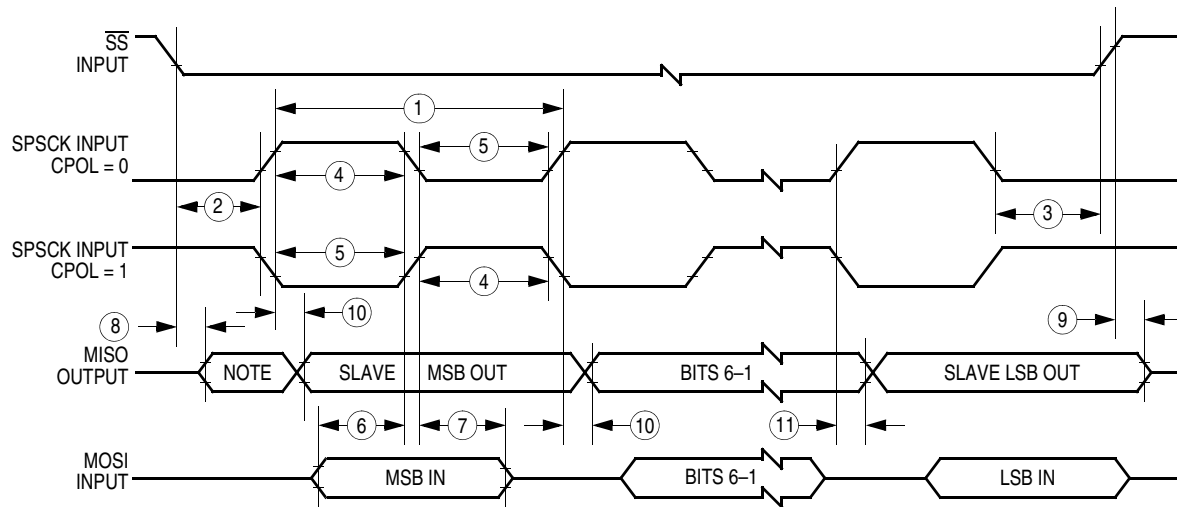 SS
INPUT
1
SPSCK INPUT
CPOL = 0
5
4
2
3
SPSCK INPUT
CPOL = 1
5
4
8
10
9
MISO
OUTPUT
NOTE
SLAVE
MSB OUT
BITS 6–1
SLAVE LSB OUT
6
7
10
11
MOSI
INPUT
MSB IN
BITS 6–1
LSB IN